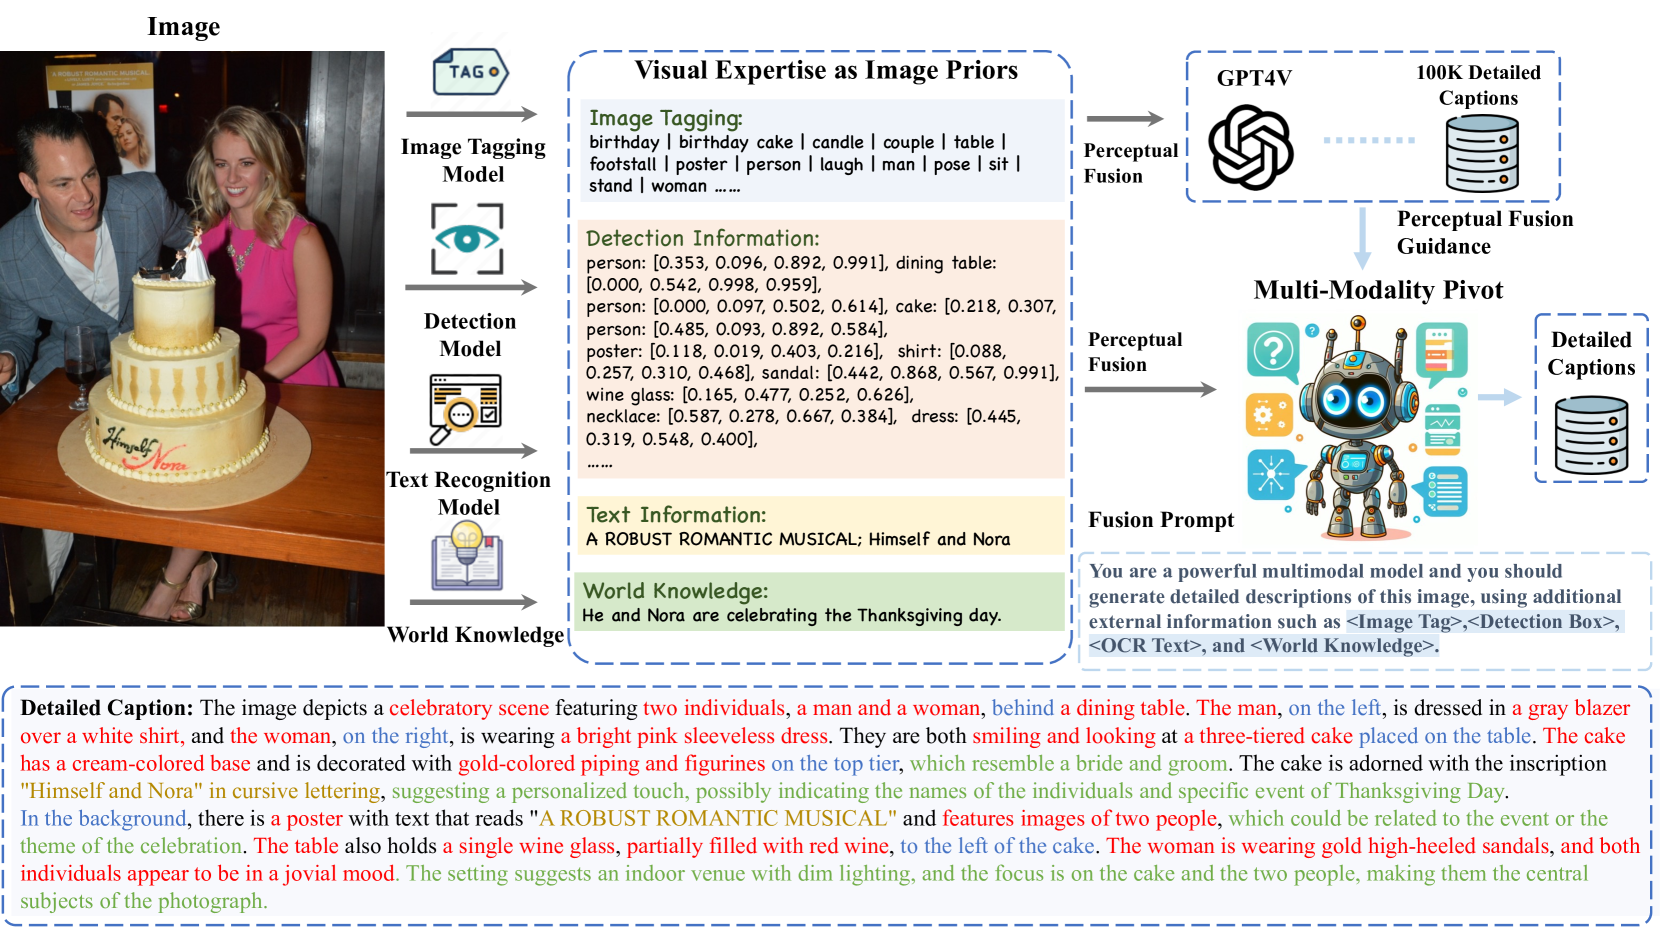 Image
A ROBUST ROMANTIC MUSICAL
Himself
Nora
TAG
Image Tagging
Model
Detection
Model
Text Recognition
Model
World Knowledge
Visual Expertise as Image Priors
Image Tagging:
birthday | birthday cake | candle | couple | table |
footstall | poster | person | laugh | man | pose | sit |
stand | woman ......
Detection Information:
person: [0.353, 0.096, 0.892, 0.991], dining table:
[0.000, 0.542, 0.998, 0.959],
person: [0.000, 0.097, 0.502, 0.614], cake: [0.218, 0.307,
person: [0.485, 0.093, 0.892, 0.584],
poster: [0.118, 0.019, 0.403, 0.216], shirt: [0.088,
0.257, 0.310, 0.468], sandal: [0.442, 0.868, 0.567, 0.991],
wine glass: [0.165, 0.477, 0.252, 0.626],
necklace: [0.587, 0.278, 0.667, 0.384], dress: [0.445,
0.319, 0.548, 0.400],
......
Text Information:
A ROBUST ROMANTIC MUSICAL; Himself and Nora
World Knowledge:
He and Nora are celebrating the Thanksgiving day.
Perceptual
Fusion
GPT4V
100K Detailed
Captions
Perceptual Fusion
Guidance
Multi-Modality Pivot
Perceptual
Fusion
Detailed
Captions
Fusion Prompt
You are a powerful multimodal model and you should
generate detailed descriptions of this image, using additional
external information such as <Image Tag>,<Detection Box>,
<OCR Text>, and <World Knowledge>.
Detailed Caption: The image depicts a celebratory scene featuring two individuals, a man and a woman, behind a dining table. The man, on the left, is dressed in a gray blazer
over a white shirt, and the woman, on the right, is wearing a bright pink sleeveless dress. They are both smiling and looking at a three-tiered cake placed on the table. The cake
has a cream-colored base and is decorated with gold-colored piping and figurines on the top tier, which resemble a bride and groom. The cake is adorned with the inscription
"Himself and Nora" in cursive lettering, suggesting a personalized touch, possibly indicating the names of the individuals and specific event of Thanksgiving Day.
In the background, there is a poster with text that reads "A ROBUST ROMANTIC MUSICAL" and features images of two people, which could be related to the event or the
theme of the celebration. The table also holds a single wine glass, partially filled with red wine, to the left of the cake. The woman is wearing gold high-heeled sandals, and both
individuals appear to be in a jovial mood. The setting suggests an indoor venue with dim lighting, and the focus is on the cake and the two people, making them the central
subjects of the photograph.